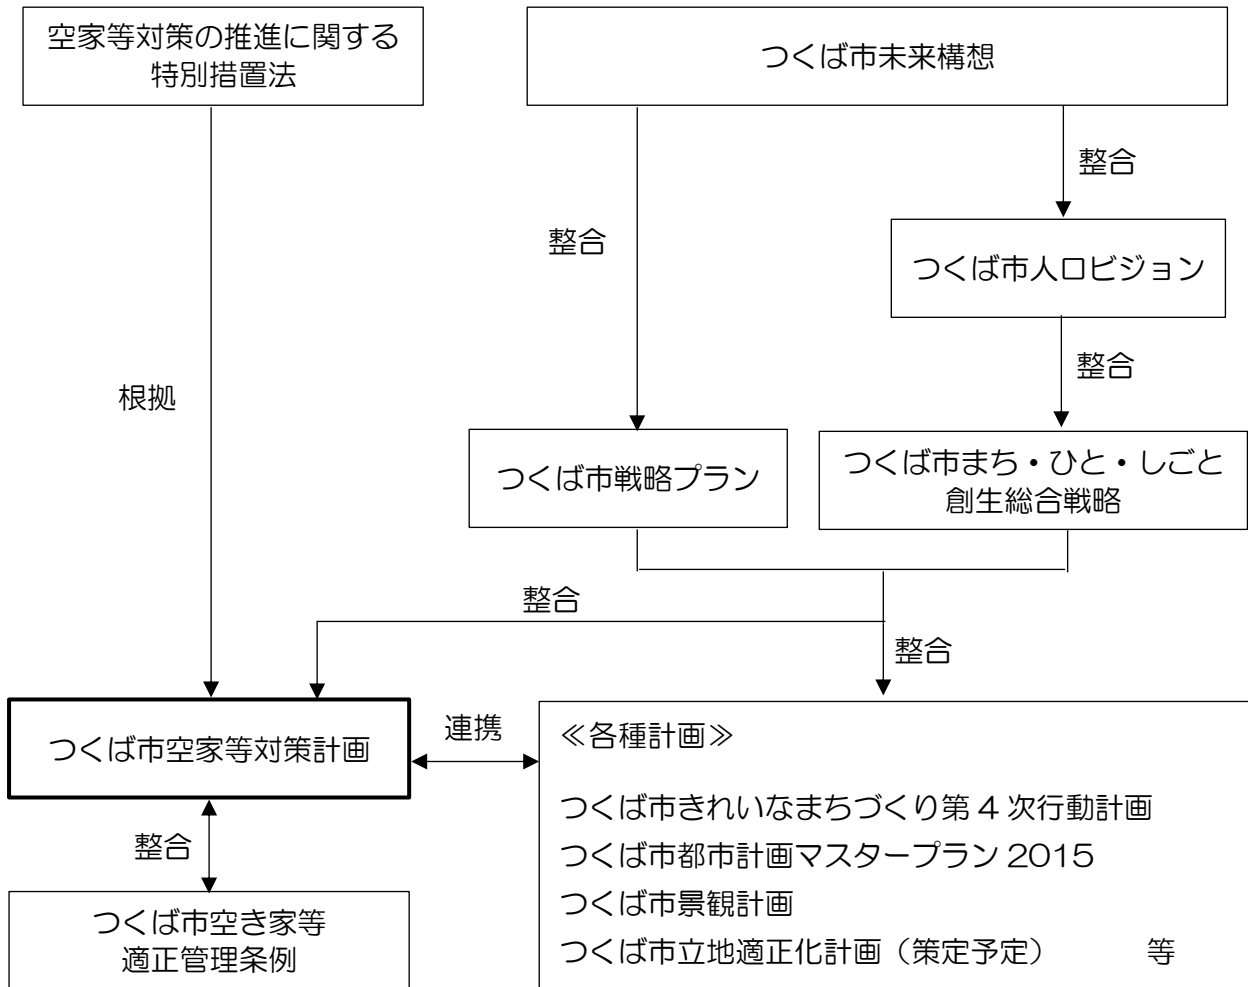 空家等対策の推進に関する
特別措置法
つくば市未来構想
整合
整合
つくば市人口ビジョン
整合
根拠
つくば市戦略プラン
つくば市まち・ひと・しごと
創生総合戦略
整合
整合
つくば市空家等対策計画
連携
≪各種計画≫
つくば市きれいなまちづくり第4次行動計画
つくば市都市計画マスタープラン2015
つくば市景観計画
つくば市立地適正化計画（策定予定）　　　等
整合
つくば市空き家等
適正管理条例